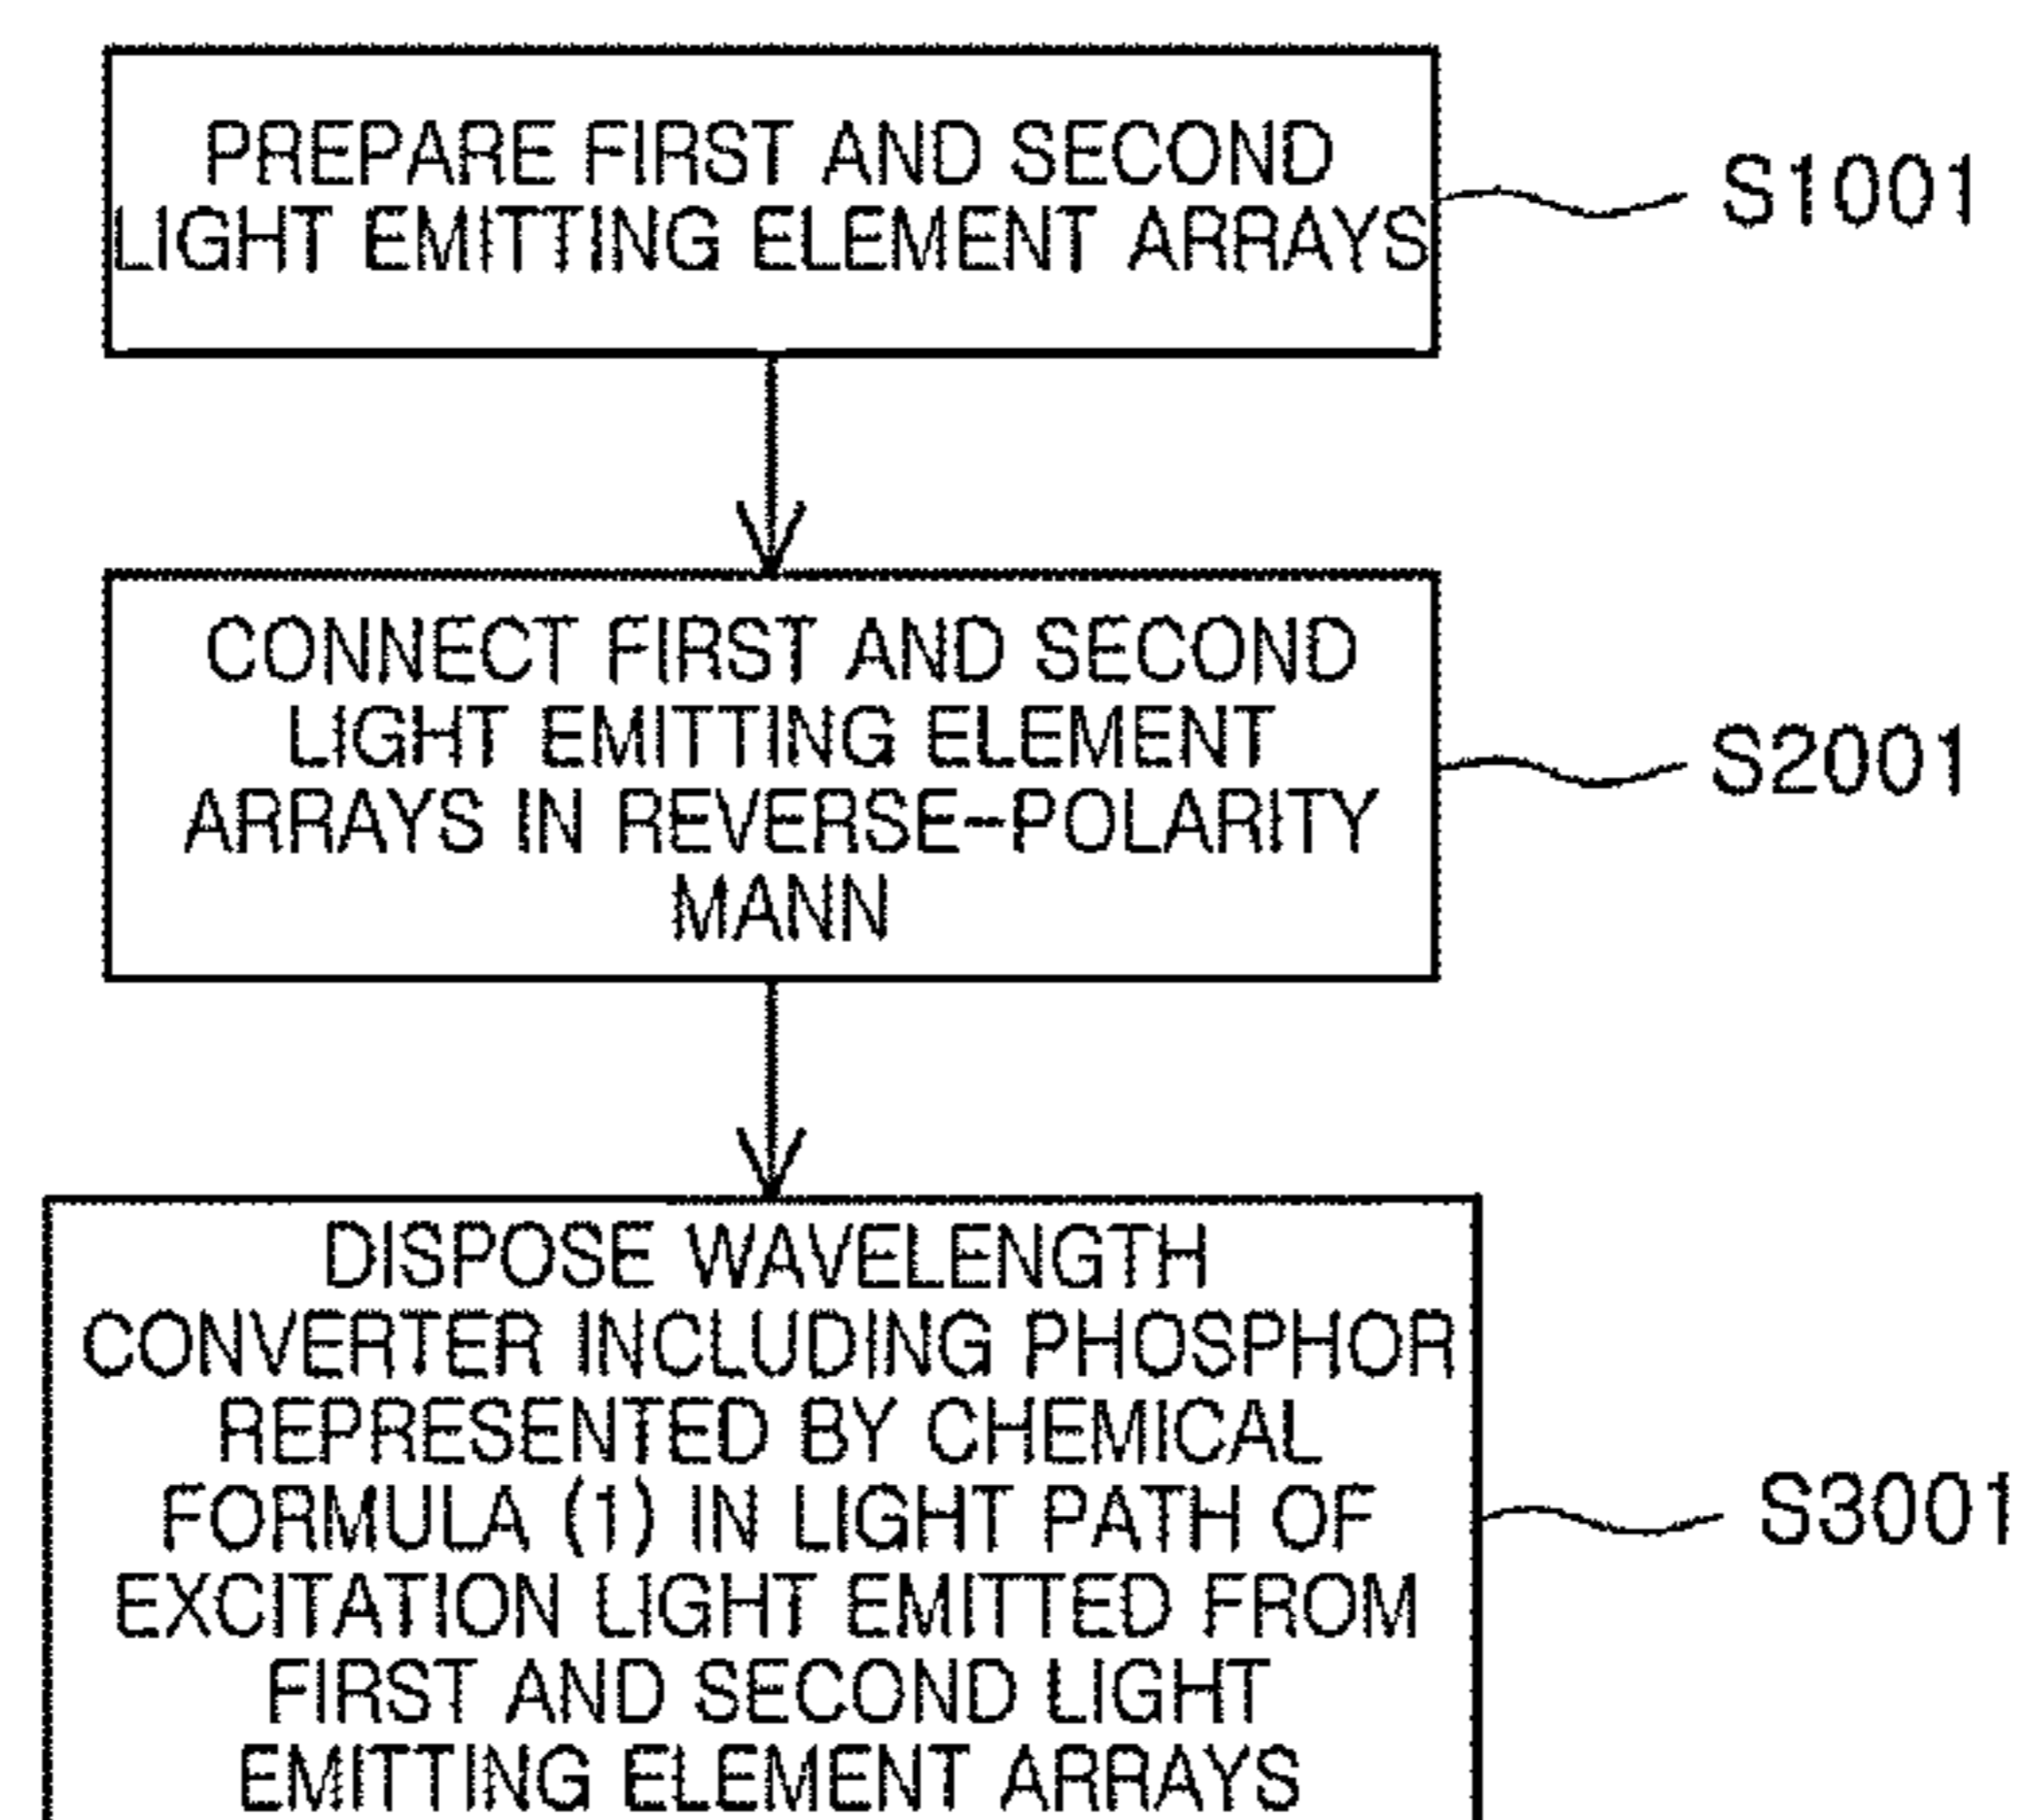 PREPARE FIRST AND SECOND
LIGHT EMITTING ELEMENT ARRAYS
S1001
CONNECT FIRST AND SECOND
LIGHT EMITTING ELEMENT
ARRAYS IN REVERSE-POLARITY
MANN
S2001
DISPOSE WAVELENGTH
CONVERTER INCLUDING PHOSPHOR
REPRESENTED BY CHEMICAL
FORMULA (1) IN LIGHT PATH OF
EXCITATION LIGHT EMITTED FROM
FIRST AND SECOND LIGHT
EMITTING ELEMENT ARRAYS
S3001